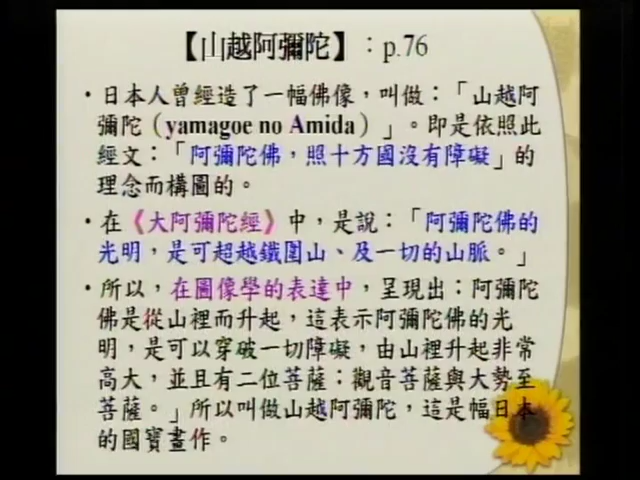 【山越阿彌陀】：p.76
・日本人曾經造了一幅佛像，叫做：「山越阿
彌陀（yamagoe no Amida）」。即是依照此
經文：「阿彌陀佛，照十方國沒有障礙」的
理念而構圖的。
・在《大阿彌陀經》中，是說：「阿彌陀佛的
光明，是可超越鐵圍山、及一切的山脈。」
・所以，在圖像學的表達中，呈現出：阿彌陀
佛是從山裡而升起，這表示阿彌陀佛的光
明，是可以穿破一切障礙，由山裡升起非常
高大，並且有二位菩薩：觀音菩薩與大勢至
菩薩。」所以叫做山越阿彌陀，這是幅日本
的國寶畫作。